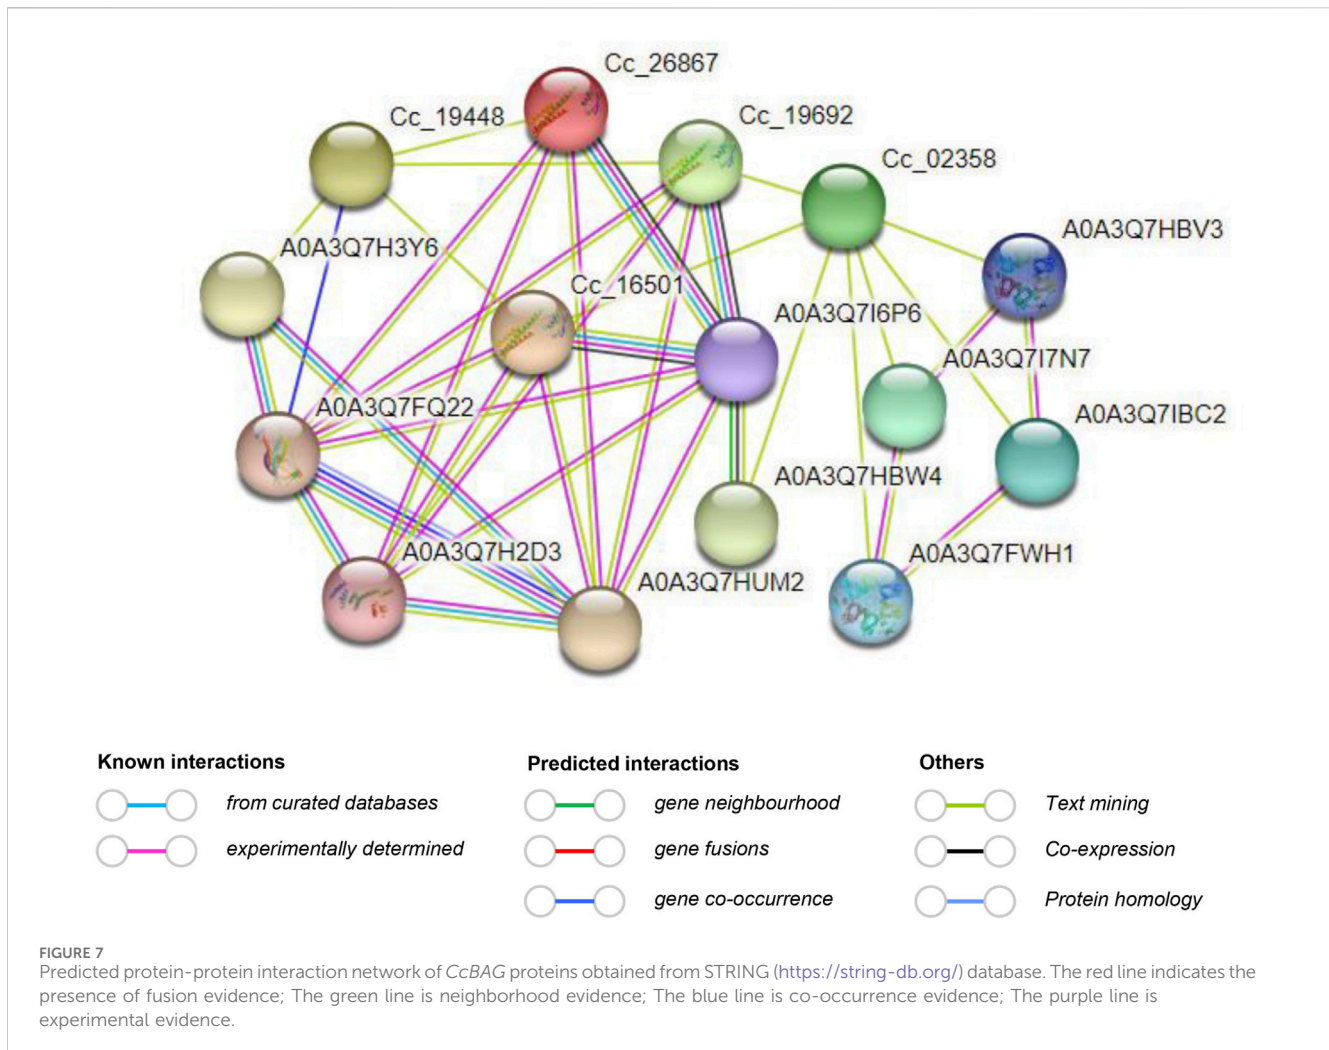 Cc_26867
Cc_19448
Cc_19692
Cc_02358
A0A3Q7HBV3
A0A3Q7H3Y6
Cc_16501
A0A3Q7I6P6
A0A3Q7I7N7
A0A3Q7FQ22
A0A3Q7IBC2
A0A3Q7HBW4
A0A3Q7H2D3
A0A3Q7FWH1
A0A3Q7HUM2
Known interactions
from curated databases
experimentally determined
Predicted interactions
gene neighbourhood
gene fusions
gene co-occurrence
Others
Text mining
Co-expression
Protein homology
FIGURE 7
Predicted protein-protein interaction network of CcBAG proteins obtained from STRING (https://string-db.org/) database. The red line indicates the
presence of fusion evidence; The green line is neighborhood evidence; The blue line is co-occurrence evidence; The purple line is
experimental evidence.